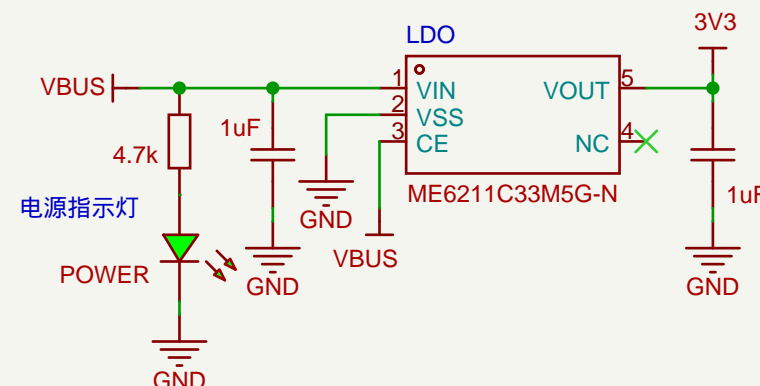 LDO
3V3
VBUS
1
VIN
VOUT
5
2
VSS
3
CE
NC
4
4.7k
1uF
ME6211C33M5G-N
1uF
电源指示灯
GND
VBUS
POWER
GND
GND
GND